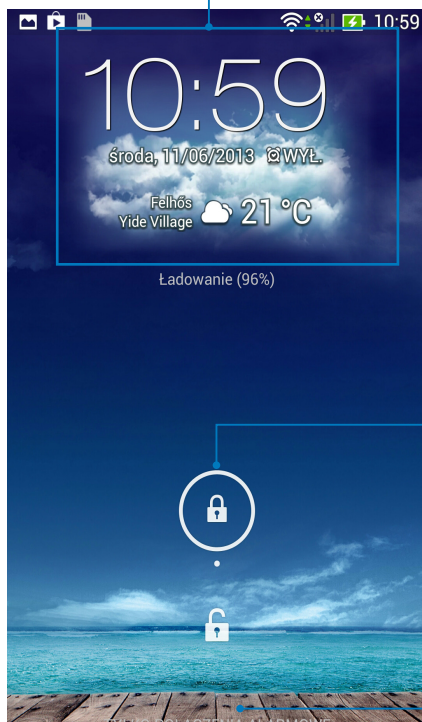 10:59
10:59
środa, 11/06/2013 WYŁ.
Felhős
Yide Village
21 °C
Ładowanie (96%)